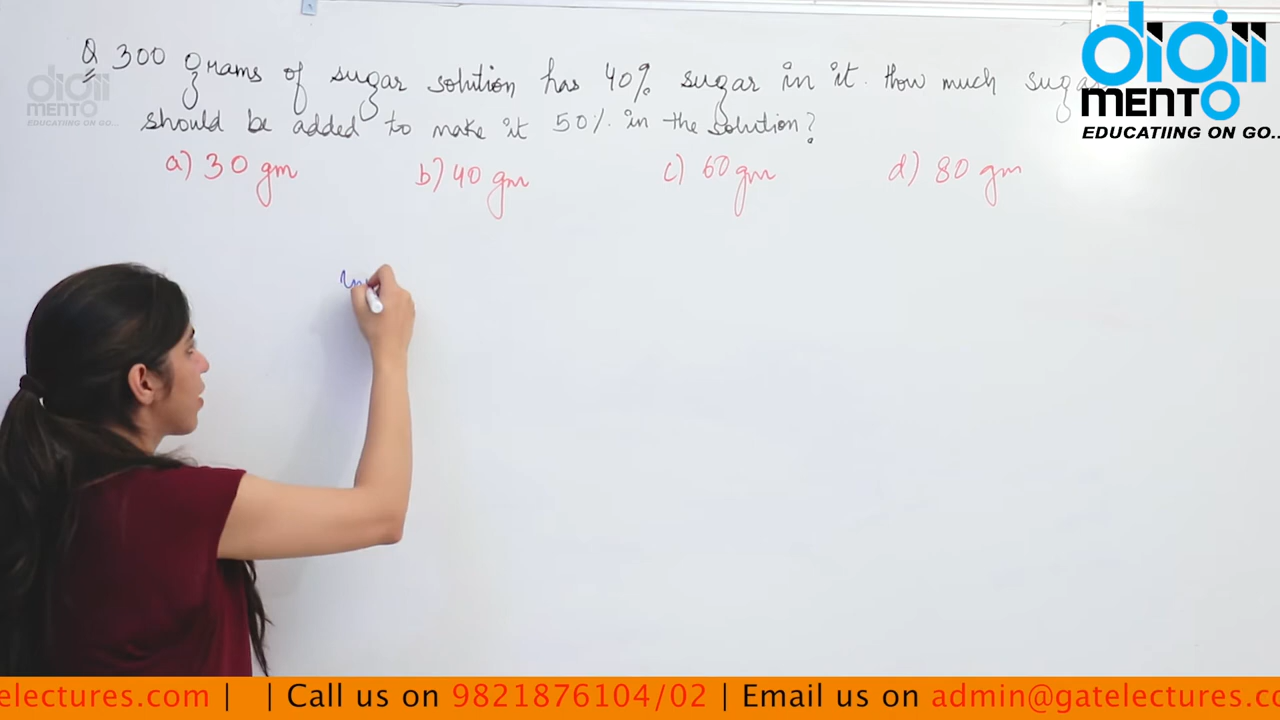 Q 300 grams of sugar solution has 40% sugar in it. How much sugar
should be added to make it 50% in the solution?
a) 30 gm b) 40 gm c) 60 gm d) 80 gm
digii
MENTO
EDUCATIING ON GO...
digii
MENTO
EDUCATIING ON GO..
electures.com | | Call us on 9821876104/02 | Email us on admin@gatelectures.co